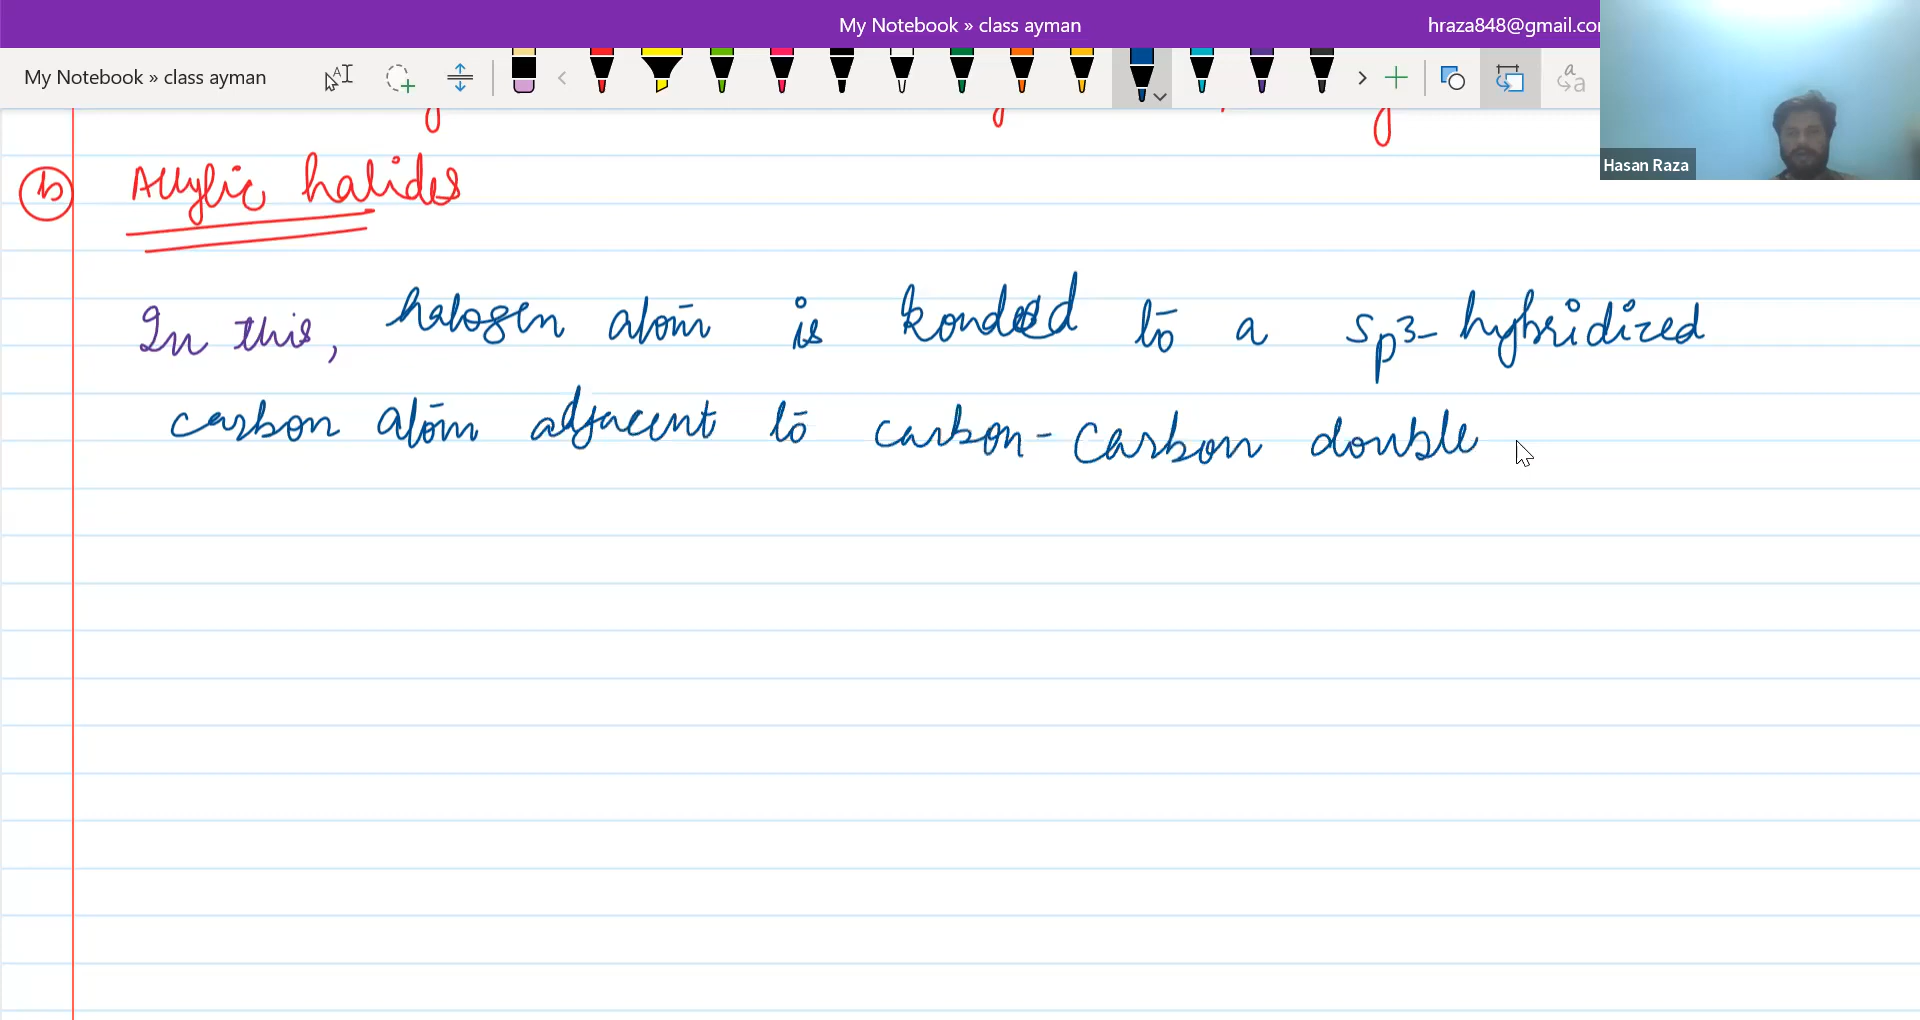 My Notebook » class ayman
hraza848@gmail.co
My Notebook » class ayman
Hasan Raza
b Allylic halides
In this, halogen atom is bonded to a sp3- hybridized
carbon atom adjacent to carbon-carbon double